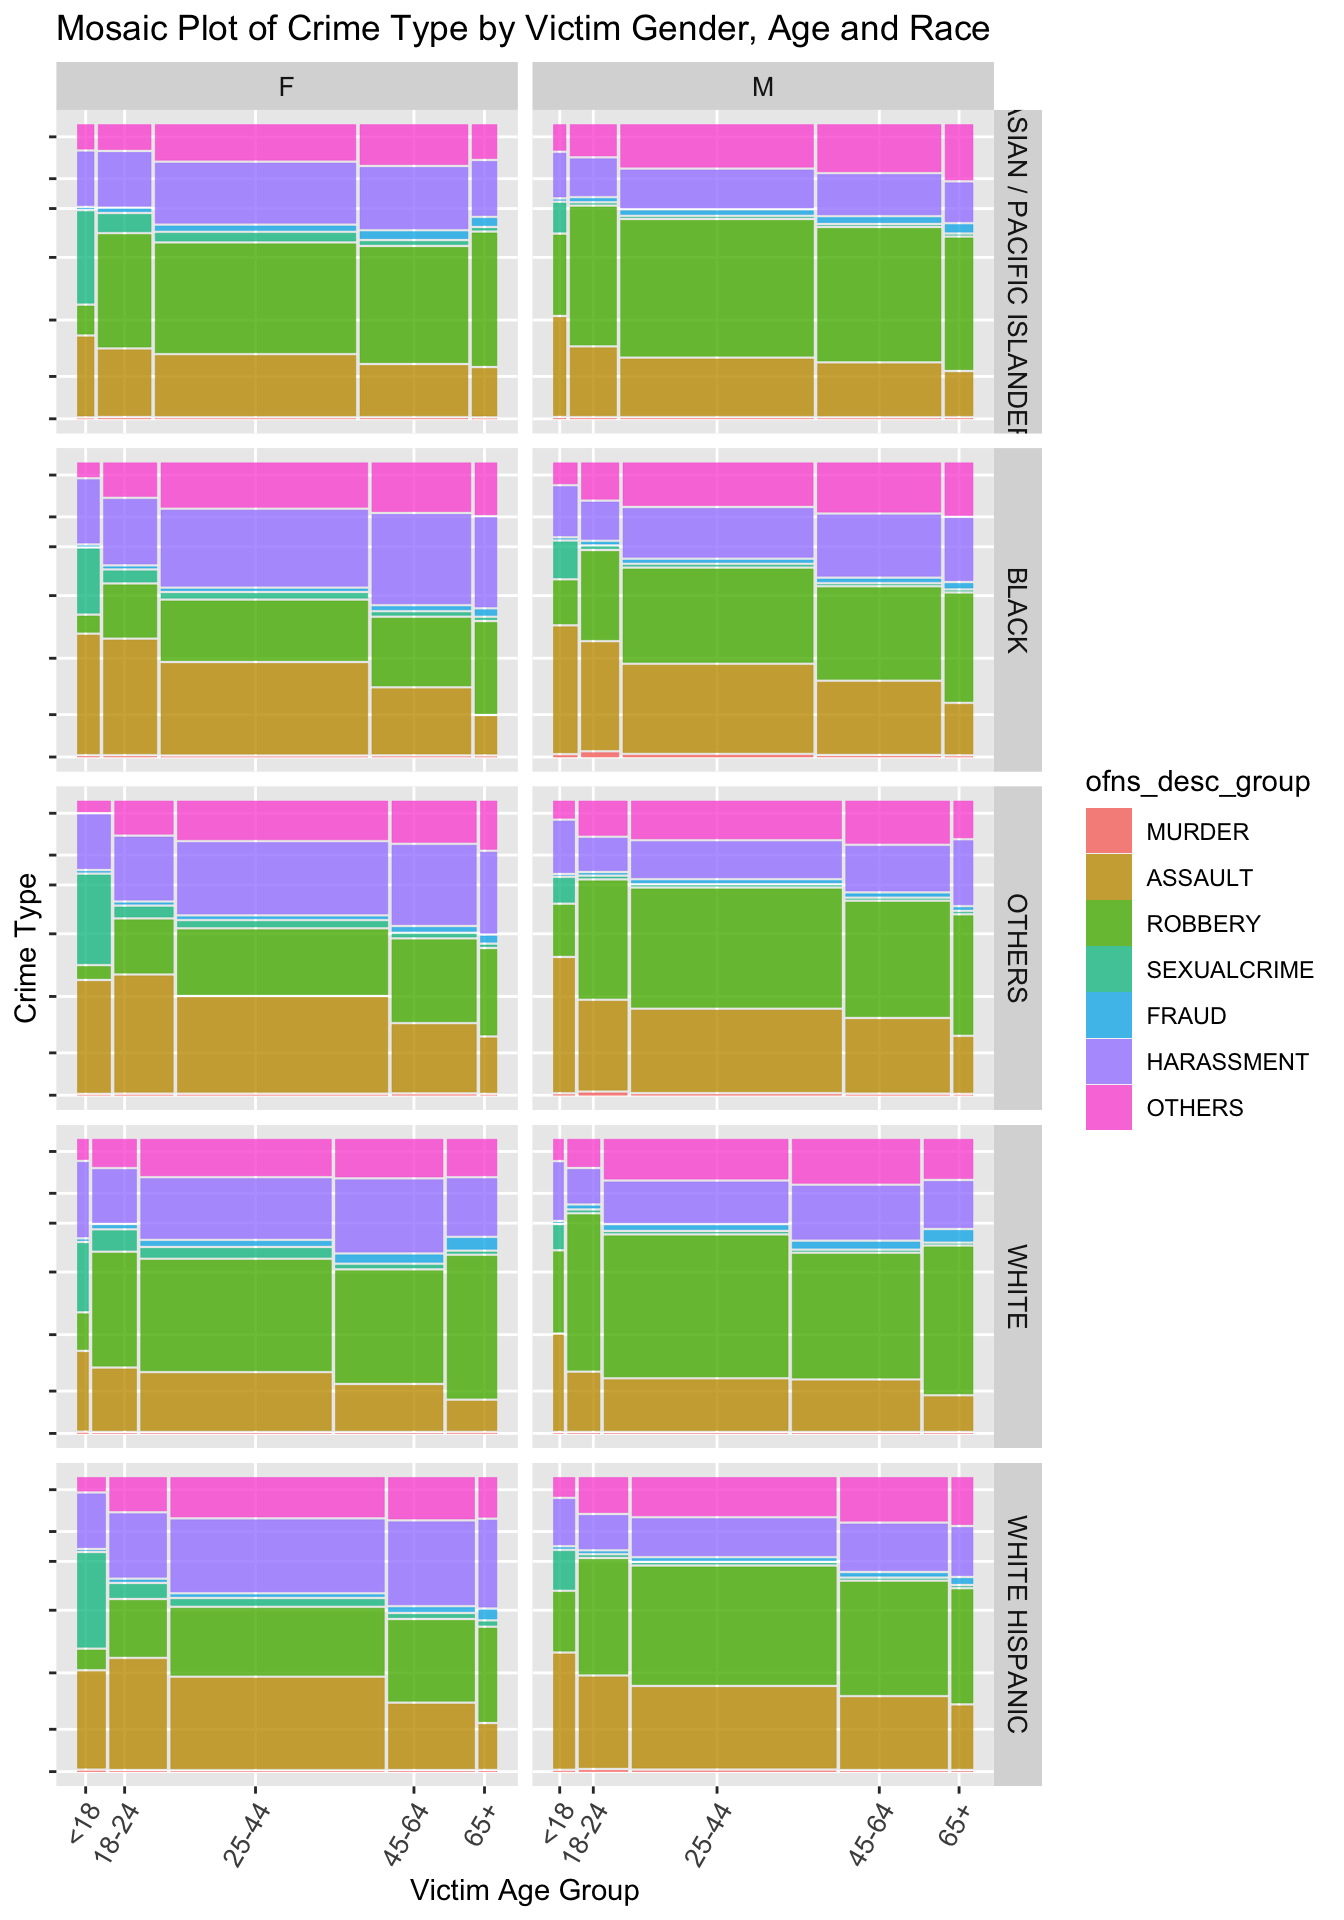 Mosaic Plot of Crime Type by Victim Gender, Age and Race
F
M
ASIAN / PACIFIC ISLANDER
BLACK
OTHERS
WHITE
WHITE HISPANIC
Crime Type
<18
18-24
25-44
45-64
65+
<18
18-24
25-44
45-64
65+
Victim Age Group
ofns_desc_group
MURDER
ASSAULT
ROBBERY
SEXUALCRIME
FRAUD
HARASSMENT
OTHERS